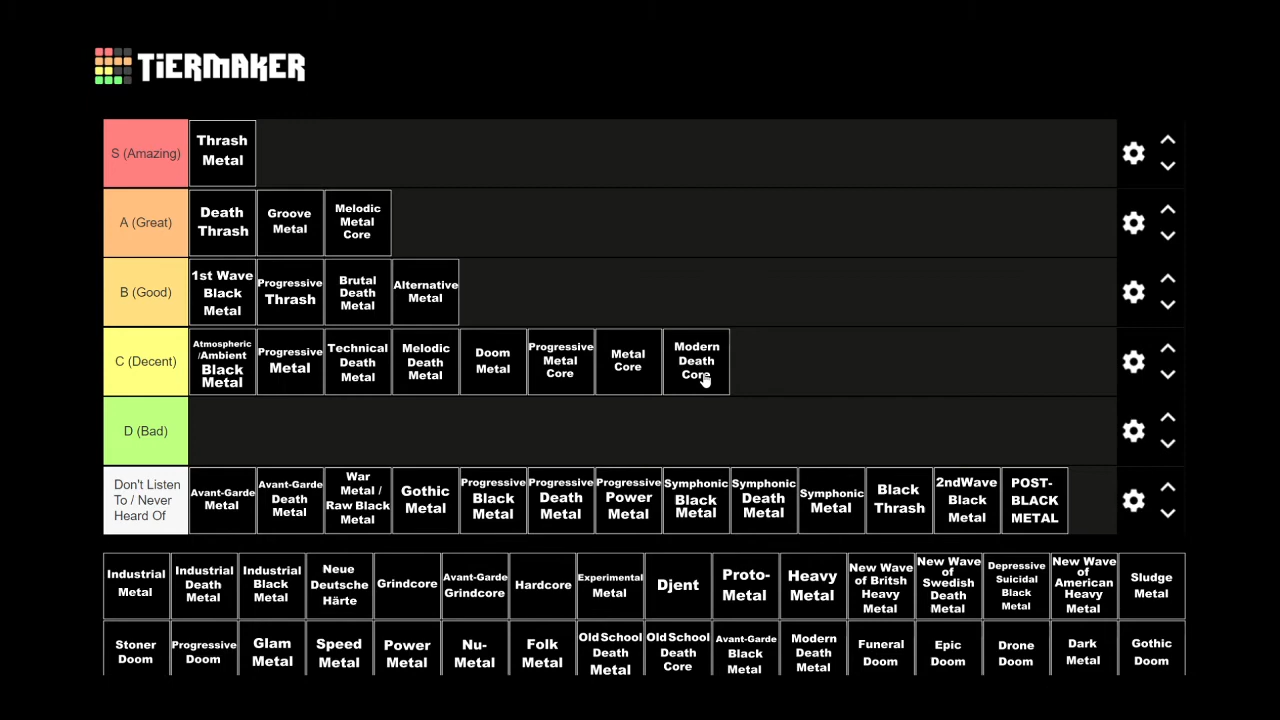 TiERMAKER
S (Amazing)
Thrash
Metal
A (Great)
Death
Thrash
Groove
Metal
Melodic
Metal
Core
B (Good)
1st Wave
Black
Metal
Progressive
Thrash
Brutal
Death
Metal
Alternative
Metal
C (Decent)
Atmospheric
/Ambient
Black
Metal
Progressive
Metal
Technical
Death
Metal
Melodic
Death
Metal
Doom
Metal
Progressive
Metal
Core
Metal
Core
Modern
Death
Core
D (Bad)
Don't Listen
To / Never
Heard Of
Avant-Garde
Metal
Avant-Garde
Death
Metal
War
Metal /
Raw Black
Metal
Gothic
Metal
Progressive
Black
Metal
Progressive
Death
Metal
Progressive
Power
Metal
Symphonic
Black
Metal
Symphonic
Death
Metal
Symphonic
Metal
Black
Thrash
2ndWave
Black
Metal
POST-
BLACK
METAL
Industrial
Metal
Industrial
Death
Metal
Industrial
Black
Metal
Neue
Deutsche
Härte
Grindcore
Avant-Garde
Grindcore
Hardcore
Experimental
Metal
Djent
Proto-
Metal
Heavy
Metal
New Wave
of Britsh
Heavy
Metal
New Wave
of
Swedish
Death
Metal
Depressive
Suicidal
Black
Metal
New Wave
of
American
Heavy
Metal
Sludge
Metal
Stoner
Doom
Progressive
Doom
Glam
Metal
Speed
Metal
Power
Metal
Nu-
Metal
Folk
Metal
Old School
Death
Metal
Old School
Death
Core
Avant-Garde
Black
Metal
Modern
Death
Metal
Funeral
Doom
Epic
Doom
Drone
Doom
Dark
Metal
Gothic
Doom